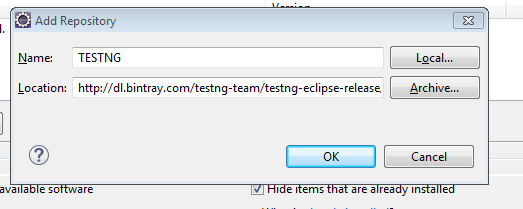 Version
Add Repository
Name: TESTNG Local...
Location: http://dl.bintray.com/testng-team/testng-eclipse-release Archive...
? OK Cancel
available software Hide items that are already installed